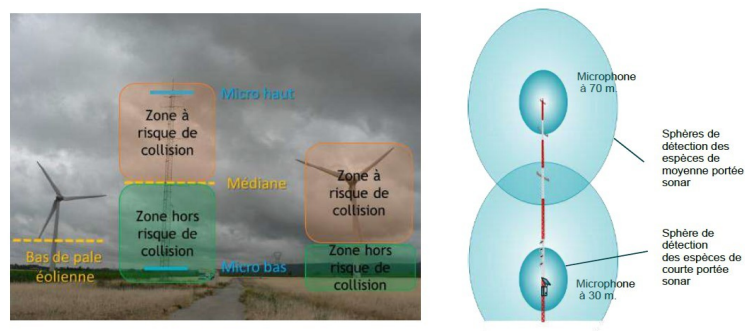 Micro haut
Zone à
risque de
collision
Médiane
Zone hors
risque de
collision
Micro bas
Bas de pale
éolienne
Zone à
risque de
collision
Zone hors
risque de
collision
Microphone
à 70 m.
Sphères de
détection des
espèces de
moyenne portée
sonar
Sphère de
détection
des espèces de
courte portée
sonar
Microphone
à 30 m.